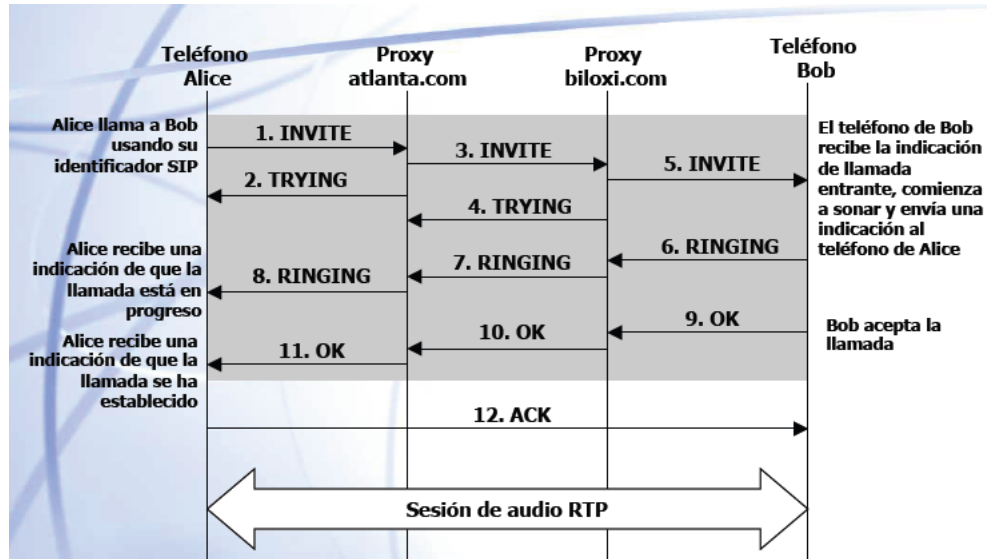 Teléfono
Alice
Proxy
atlanta.com
Proxy
biloxi.com
Teléfono
Bob
Alice llama a Bob
usando su
identificador SIP
1. INVITE
3. INVITE
5. INVITE
2. TRYING
4. TRYING
El teléfono de Bob
recibe la indicación
de llamada
entrante, comienza
a sonar y envía una
indicación al
teléfono de Alice
6. RINGING
7. RINGING
8. RINGING
Alice recibe una
indicación de que la
llamada está en
progreso
9. OK
10. OK
11. OK
Bob acepta la
llamada
Alice recibe una
indicación de que la
llamada se ha
establecido
12. ACK
Sesión de audio RTP